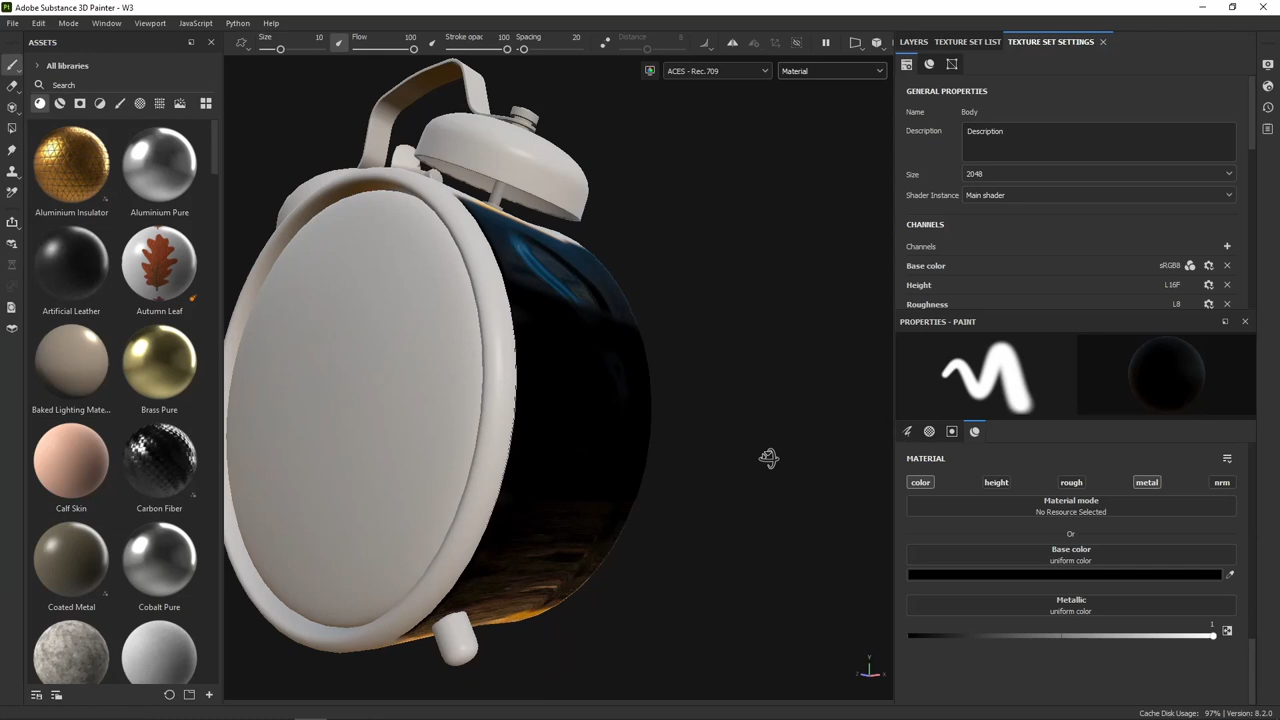 Adobe Substance 3D Painter - W3
File Edit Mode Window Viewport JavaScript Python Help
ASSETS
All libraries
Search
Aluminium Insulator Aluminium Pure
Artificial Leather Autumn Leaf
Baked Lighting Mate... Brass Pure
Calf Skin Carbon Fiber
Coated Metal Cobalt Pure
Size 10 Flow 100 Stroke opa 100 Spacing 20 Distance 8
ACES - Rec.709 Material
Y
Z X
LAYERS TEXTURE SET LIST TEXTURE SET SETTINGS
GENERAL PROPERTIES
Name Body
Description Description
Size 2048
Shader Instance Main shader
CHANNELS
Channels
Base color sRGB8
Height L16F
Roughness L8
PROPERTIES - PAINT
MATERIAL
color height rough metal nrm
Material mode
No Resource Selected
Or
Base color
uniform color
Metallic
uniform color
1
Cache Disk Usage: 97% | Version: 8.2.0